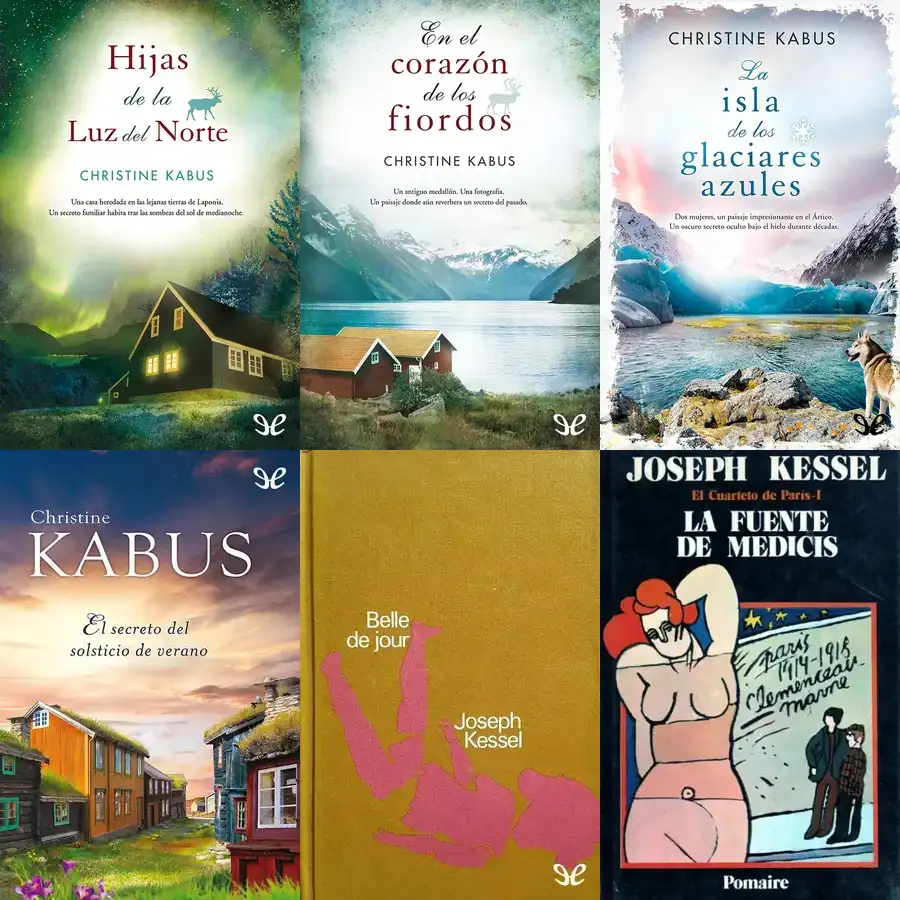 Hijas
de la
Luz del Norte
CHRISTINE KABUS
Una casa heredada en las lejanas tierras de Laponia.
Un secreto familiar habita tras las sombras del sol de medianoche.
En el
corazón
de los
fiordos
CHRISTINE KABUS
Un antiguo medallón. Una fotografía.
Un paisaje donde aún reverbera un secreto del pasado.
CHRISTINE KABUS
La
isla
de los
glaciares
azules
Dos mujeres, un paisaje impresionante en el Ártico.
Un oscuro secreto oculto bajo el hielo durante décadas.
Christine
KABUS
El secreto del
solsticio de verano
Belle
de jour
Joseph
Kessel
JOSEPH KESSEL
El Cuarteto de París-I
LA FUENTE
DE MEDICIS
París
1914-1918
Clemenceau
marne
Pomaire